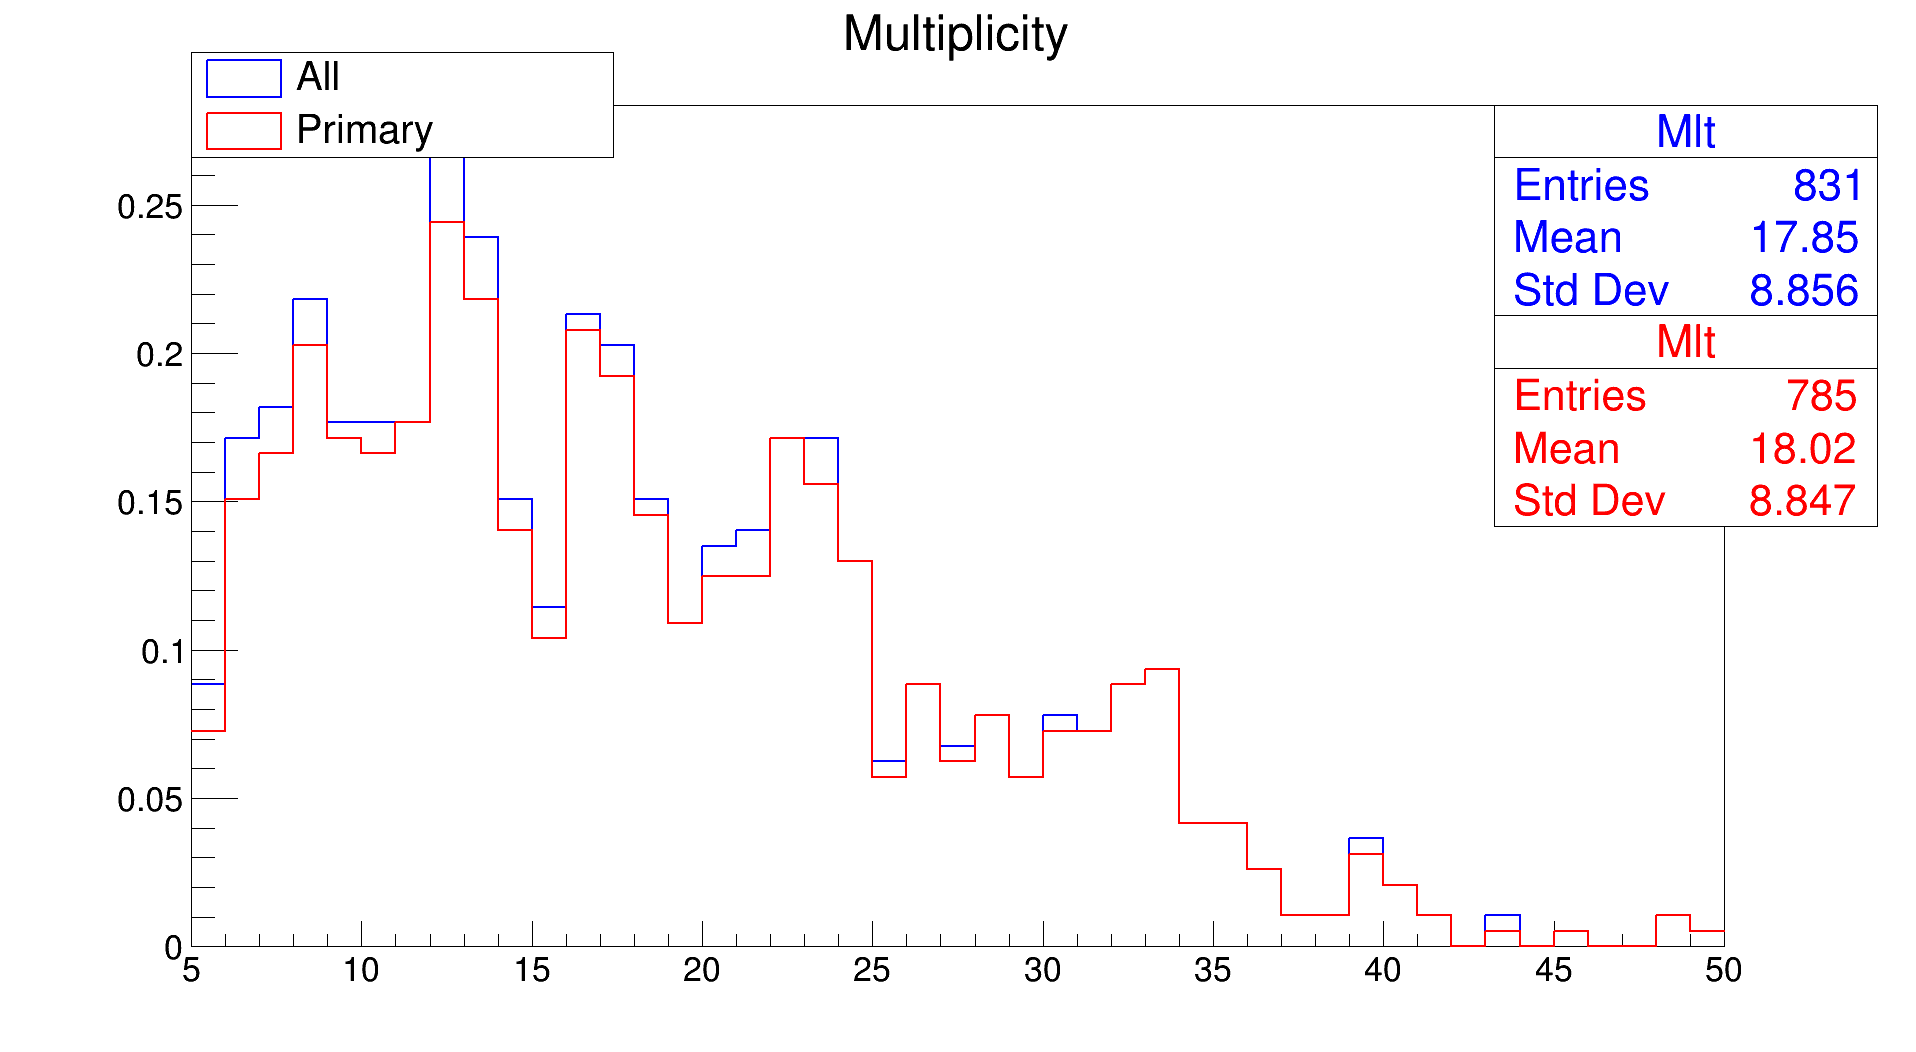 Multiplicity
All
Primary
Mlt
Entries 831
Mean 17.85
Std Dev 8.856
Mlt
Entries 785
Mean 18.02
Std Dev 8.847
0.25
0.2
0.15
0.1
0.05
0
5 10 15 20 25 30 35 40 45 50